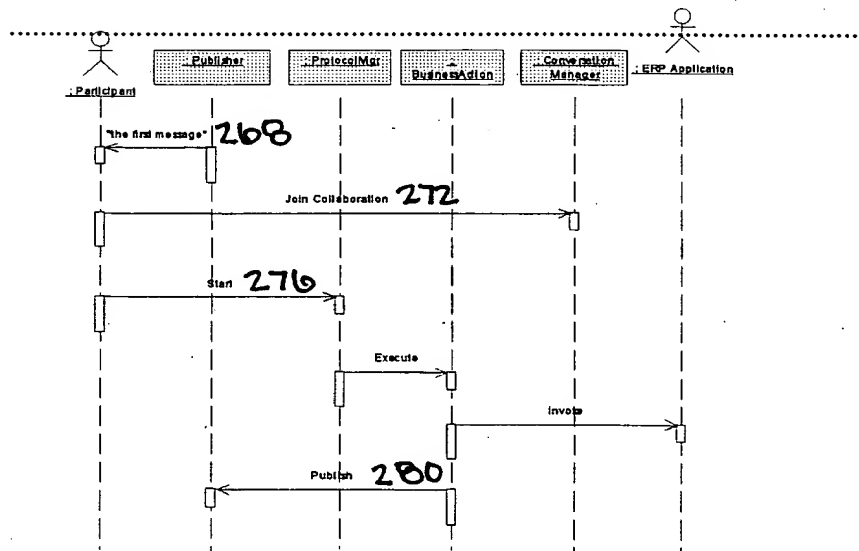 : Participant
: Publisher
: ProtocolMgr
:
BusinessAction
: Conversation
Manager
: ERP Application
"the first message" 268
Join Collaboration 272
Start 276
Execute
Invoke
Publish 280